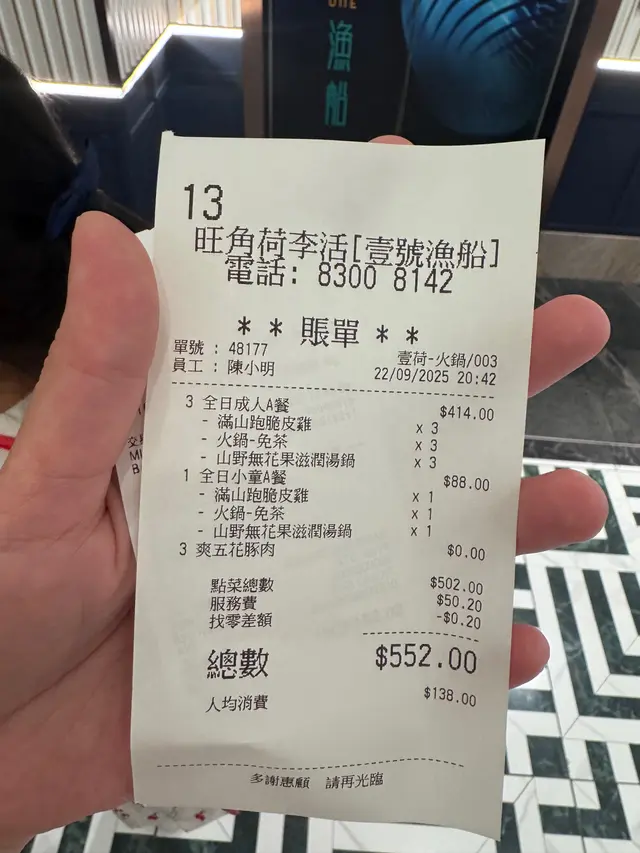 漁船
13
旺角荷李活[壹號漁船]
電話: 8300 8142
* * 賬單 * *
單號 : 48177 壹荷-火鍋/003
員工 : 陳小明 22/09/2025 20:42
3 全日成人A餐 $414.00
- 滿山跑脆皮雞 x 3
- 火鍋-免茶 x 3
- 山野無花果滋潤湯鍋 x 3
1 全日小童A餐 $88.00
- 滿山跑脆皮雞 x 1
- 火鍋-免茶 x 1
- 山野無花果滋潤湯鍋 x 1
3 爽五花豚肉 $0.00
點菜總數 $502.00
服務費 $50.20
找零差額 -$0.20
總數 $552.00
人均消費 $138.00
多謝惠顧 請再光臨